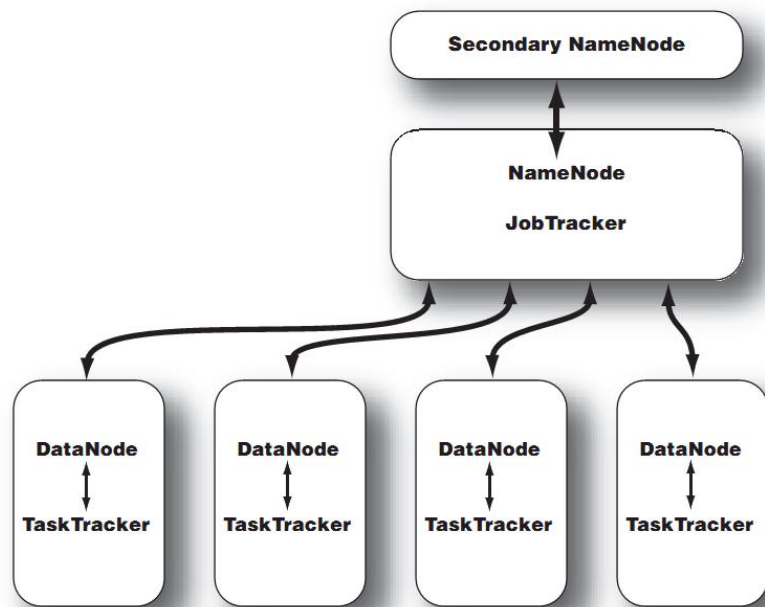 Secondary NameNode
NameNode
JobTracker
DataNode
TaskTracker
DataNode
TaskTracker
DataNode
TaskTracker
DataNode
TaskTracker